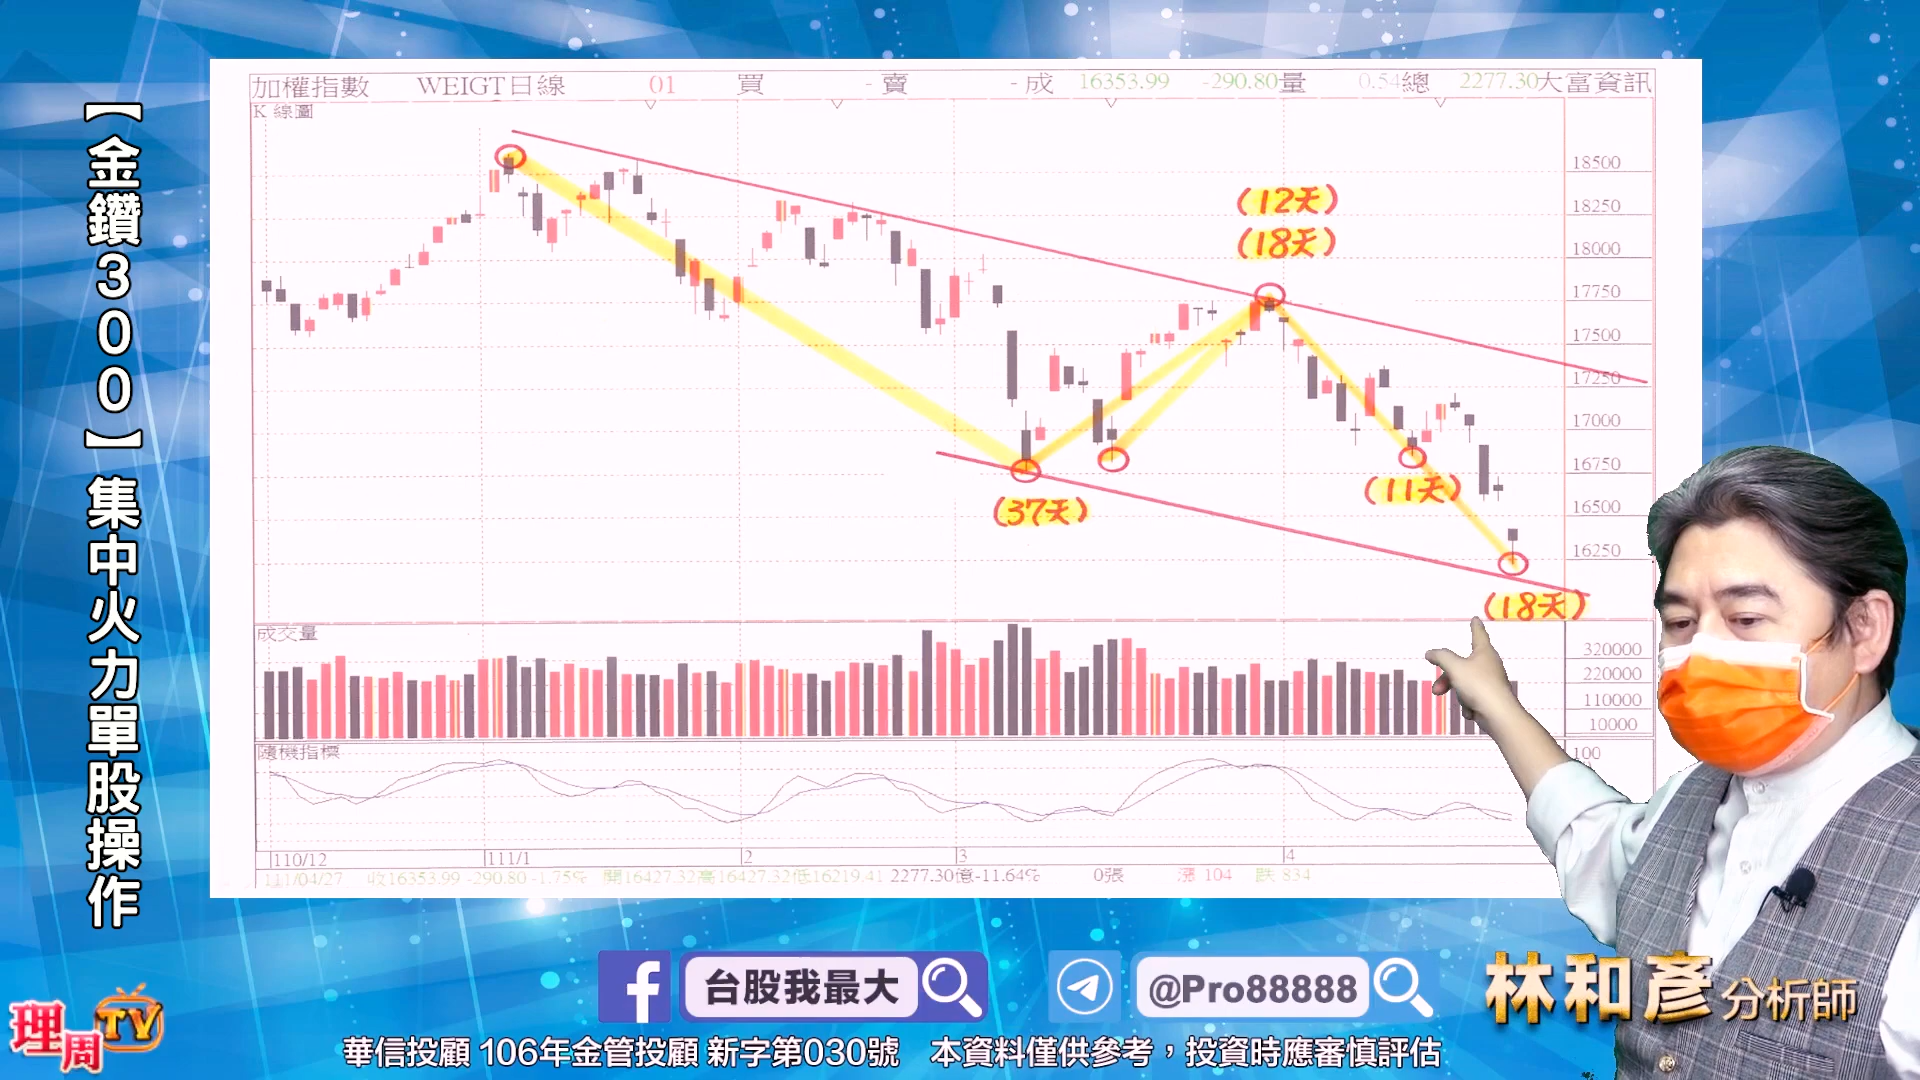 【金鑽300】集中火力單股操作
加權指數 WEIGT日線 01 買 - 賣 - 成 16353.99 -290.80量 0.54總 2277.30大富資訊
K 線圖
18500
18250
18000
17750
17500
17250
17000
16750
16500
16250
(12天)
(18天)
(37天)
(11天)
(18天)
成交量
320000
220000
110000
10000
隨機指標
100
110/12 111/1 2 3 4
111/04/27 收16353.99 -290.80 -1.75% 開16427.32高16427.32低16219.41 2277.30億-11.64% 0張 漲 104 跌 834
台股我最大
@Pro88888
林和彥 分析師
理周TV
華信投顧 106年金管投顧 新字第030號 本資料僅供參考，投資時應審慎評估